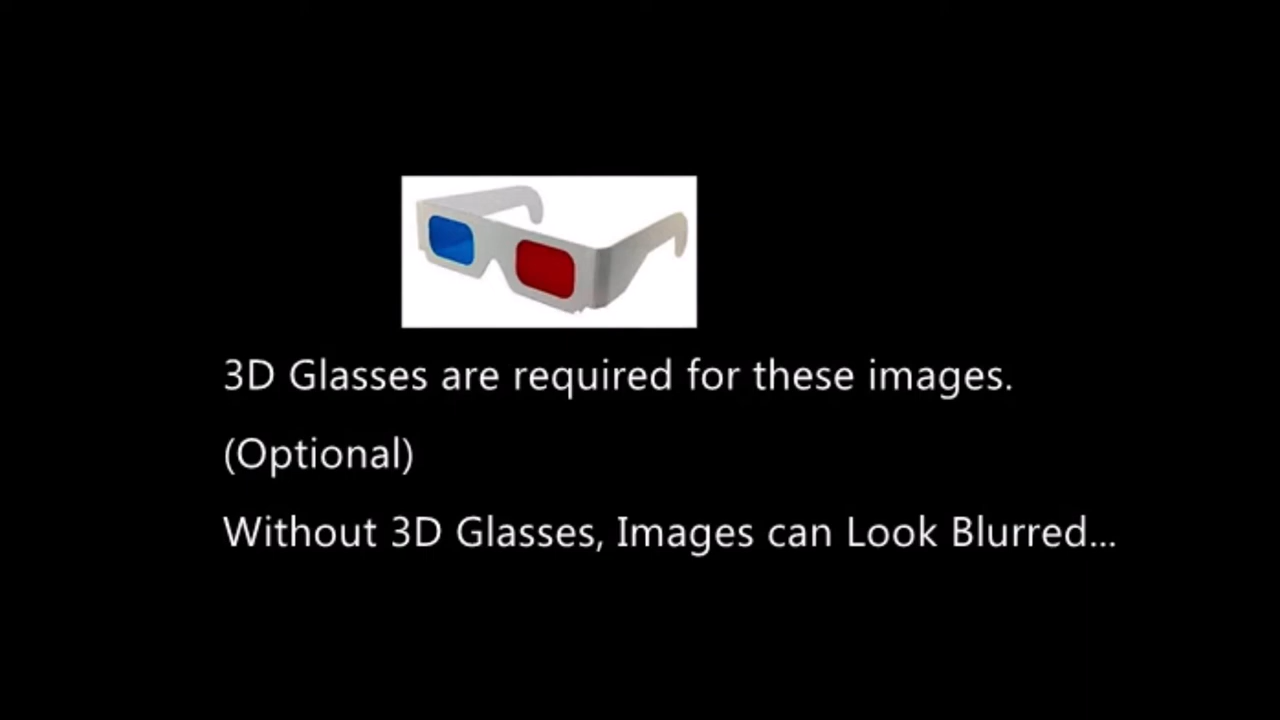 3D Glasses are required for these images.
(Optional)
Without 3D Glasses, Images can Look Blurred...